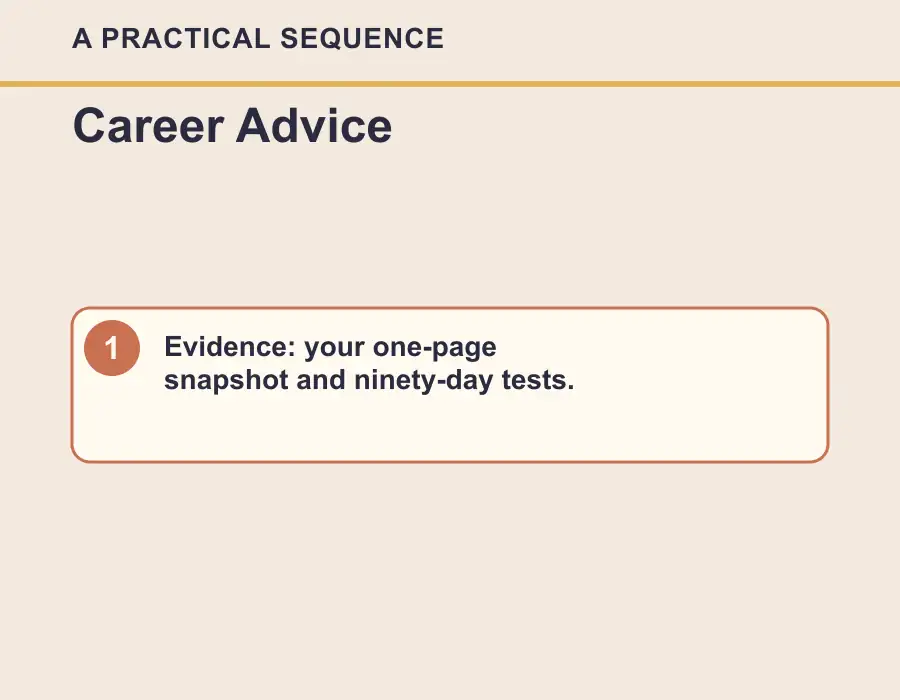 A PRACTICAL SEQUENCE
Career Advice
1
Evidence: your one-page
snapshot and ninety-day tests.